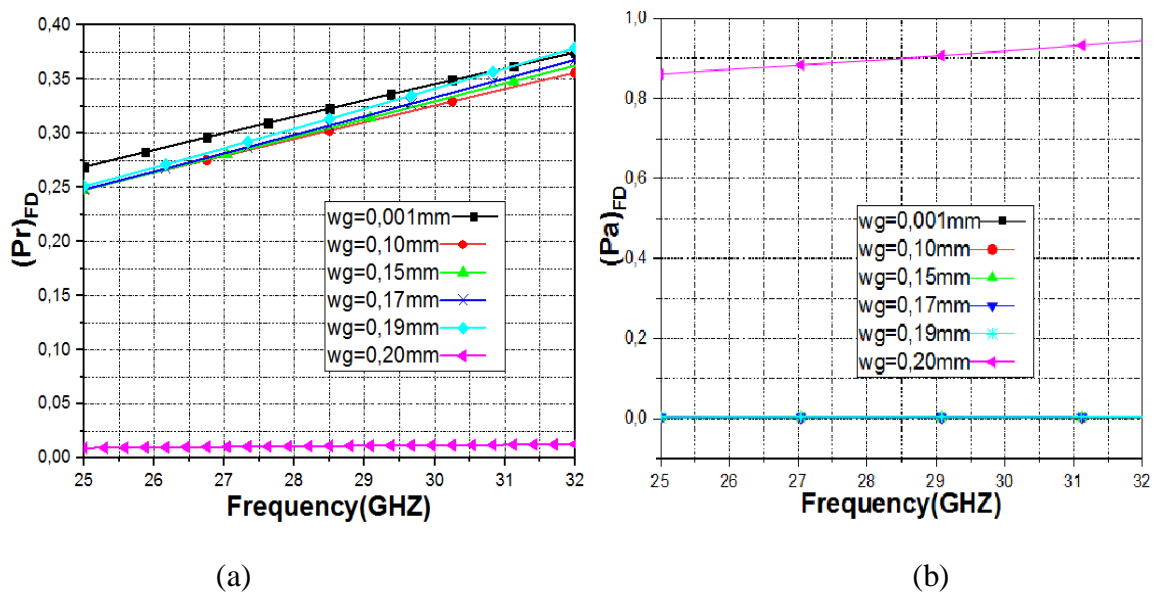 0,40
0,35
0,30
0,25
0,20
0,15
0,10
0,05
0,00
(Pr)FD
wg=0,001mm
wg=0,10mm
wg=0,15mm
wg=0,17mm
wg=0,19mm
wg=0,20mm
25 26 27 28 29 30 31 32
Frequency(GHZ)
(a)
1,0
0,8
0,6
0,4
0,2
0,0
(Pa)FD
wg=0,001mm
wg=0,10mm
wg=0,15mm
wg=0,17mm
wg=0,19mm
wg=0,20mm
25 26 27 28 29 30 31 32
Frequency(GHZ)
(b)